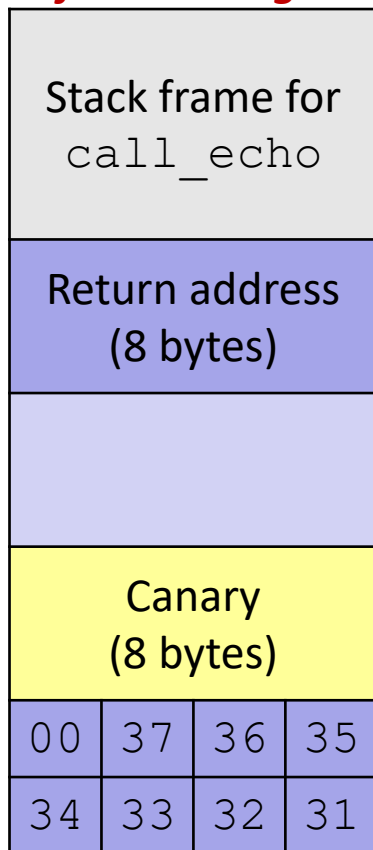 Stack frame for
call_echo
Return address
(8 bytes)
Canary
(8 bytes)
00 37 36 35
34 33 32 31